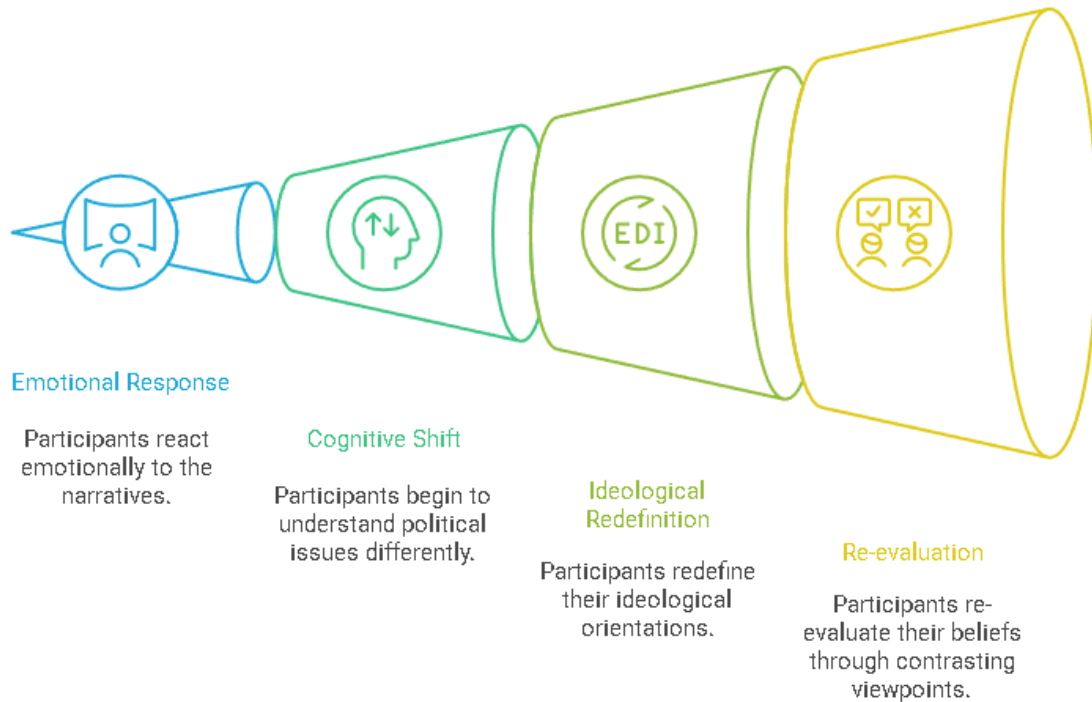 EDI
Emotional Response
Participants react
emotionally to the
narratives.
Cognitive Shift
Participants begin to
understand political
issues differently.
Ideological
Redefinition
Participants redefine
their ideological
orientations.
Re-evaluation
Participants re-
evaluate their beliefs
through contrasting
viewpoints.